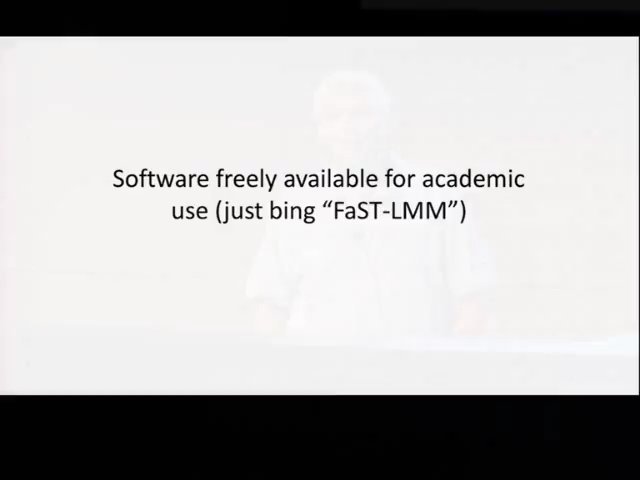 Software freely available for academic
use (just bing “FaST-LMM”)